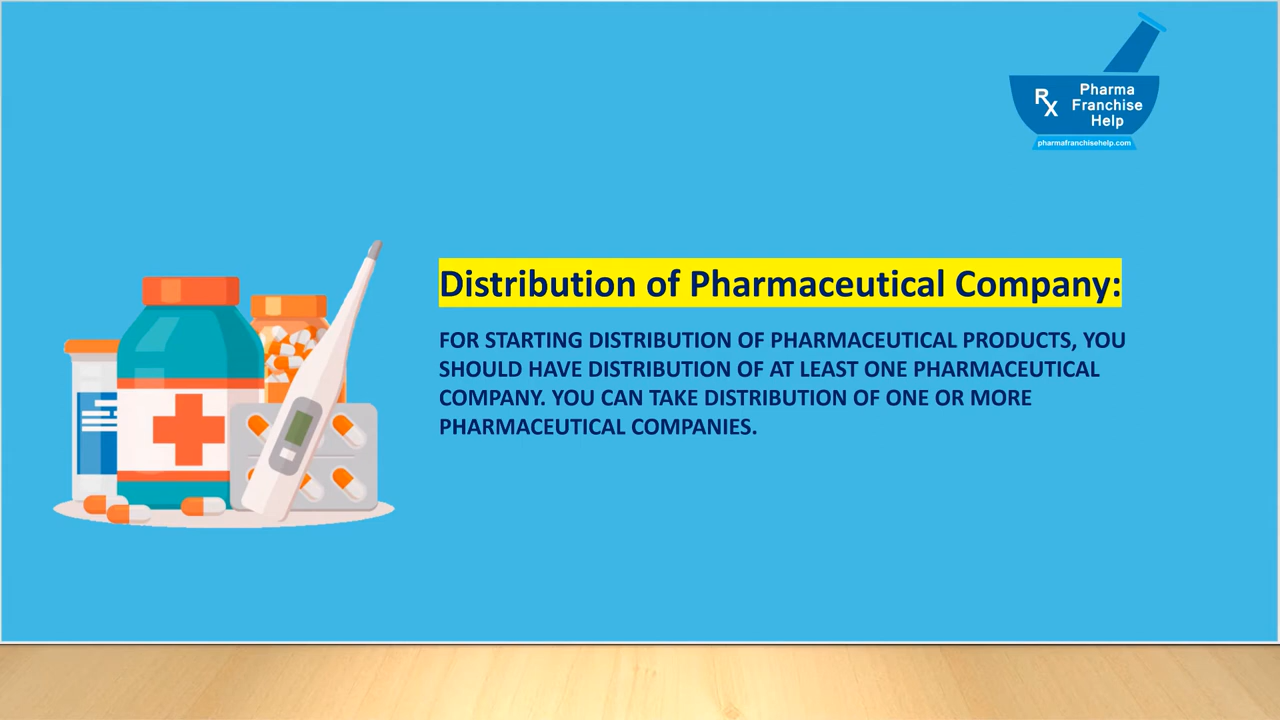 Rx
Pharma
Franchise
Help
pharmafranchisehelp.com
Distribution of Pharmaceutical Company:
FOR STARTING DISTRIBUTION OF PHARMACEUTICAL PRODUCTS, YOU
SHOULD HAVE DISTRIBUTION OF AT LEAST ONE PHARMACEUTICAL
COMPANY. YOU CAN TAKE DISTRIBUTION OF ONE OR MORE
PHARMACEUTICAL COMPANIES.